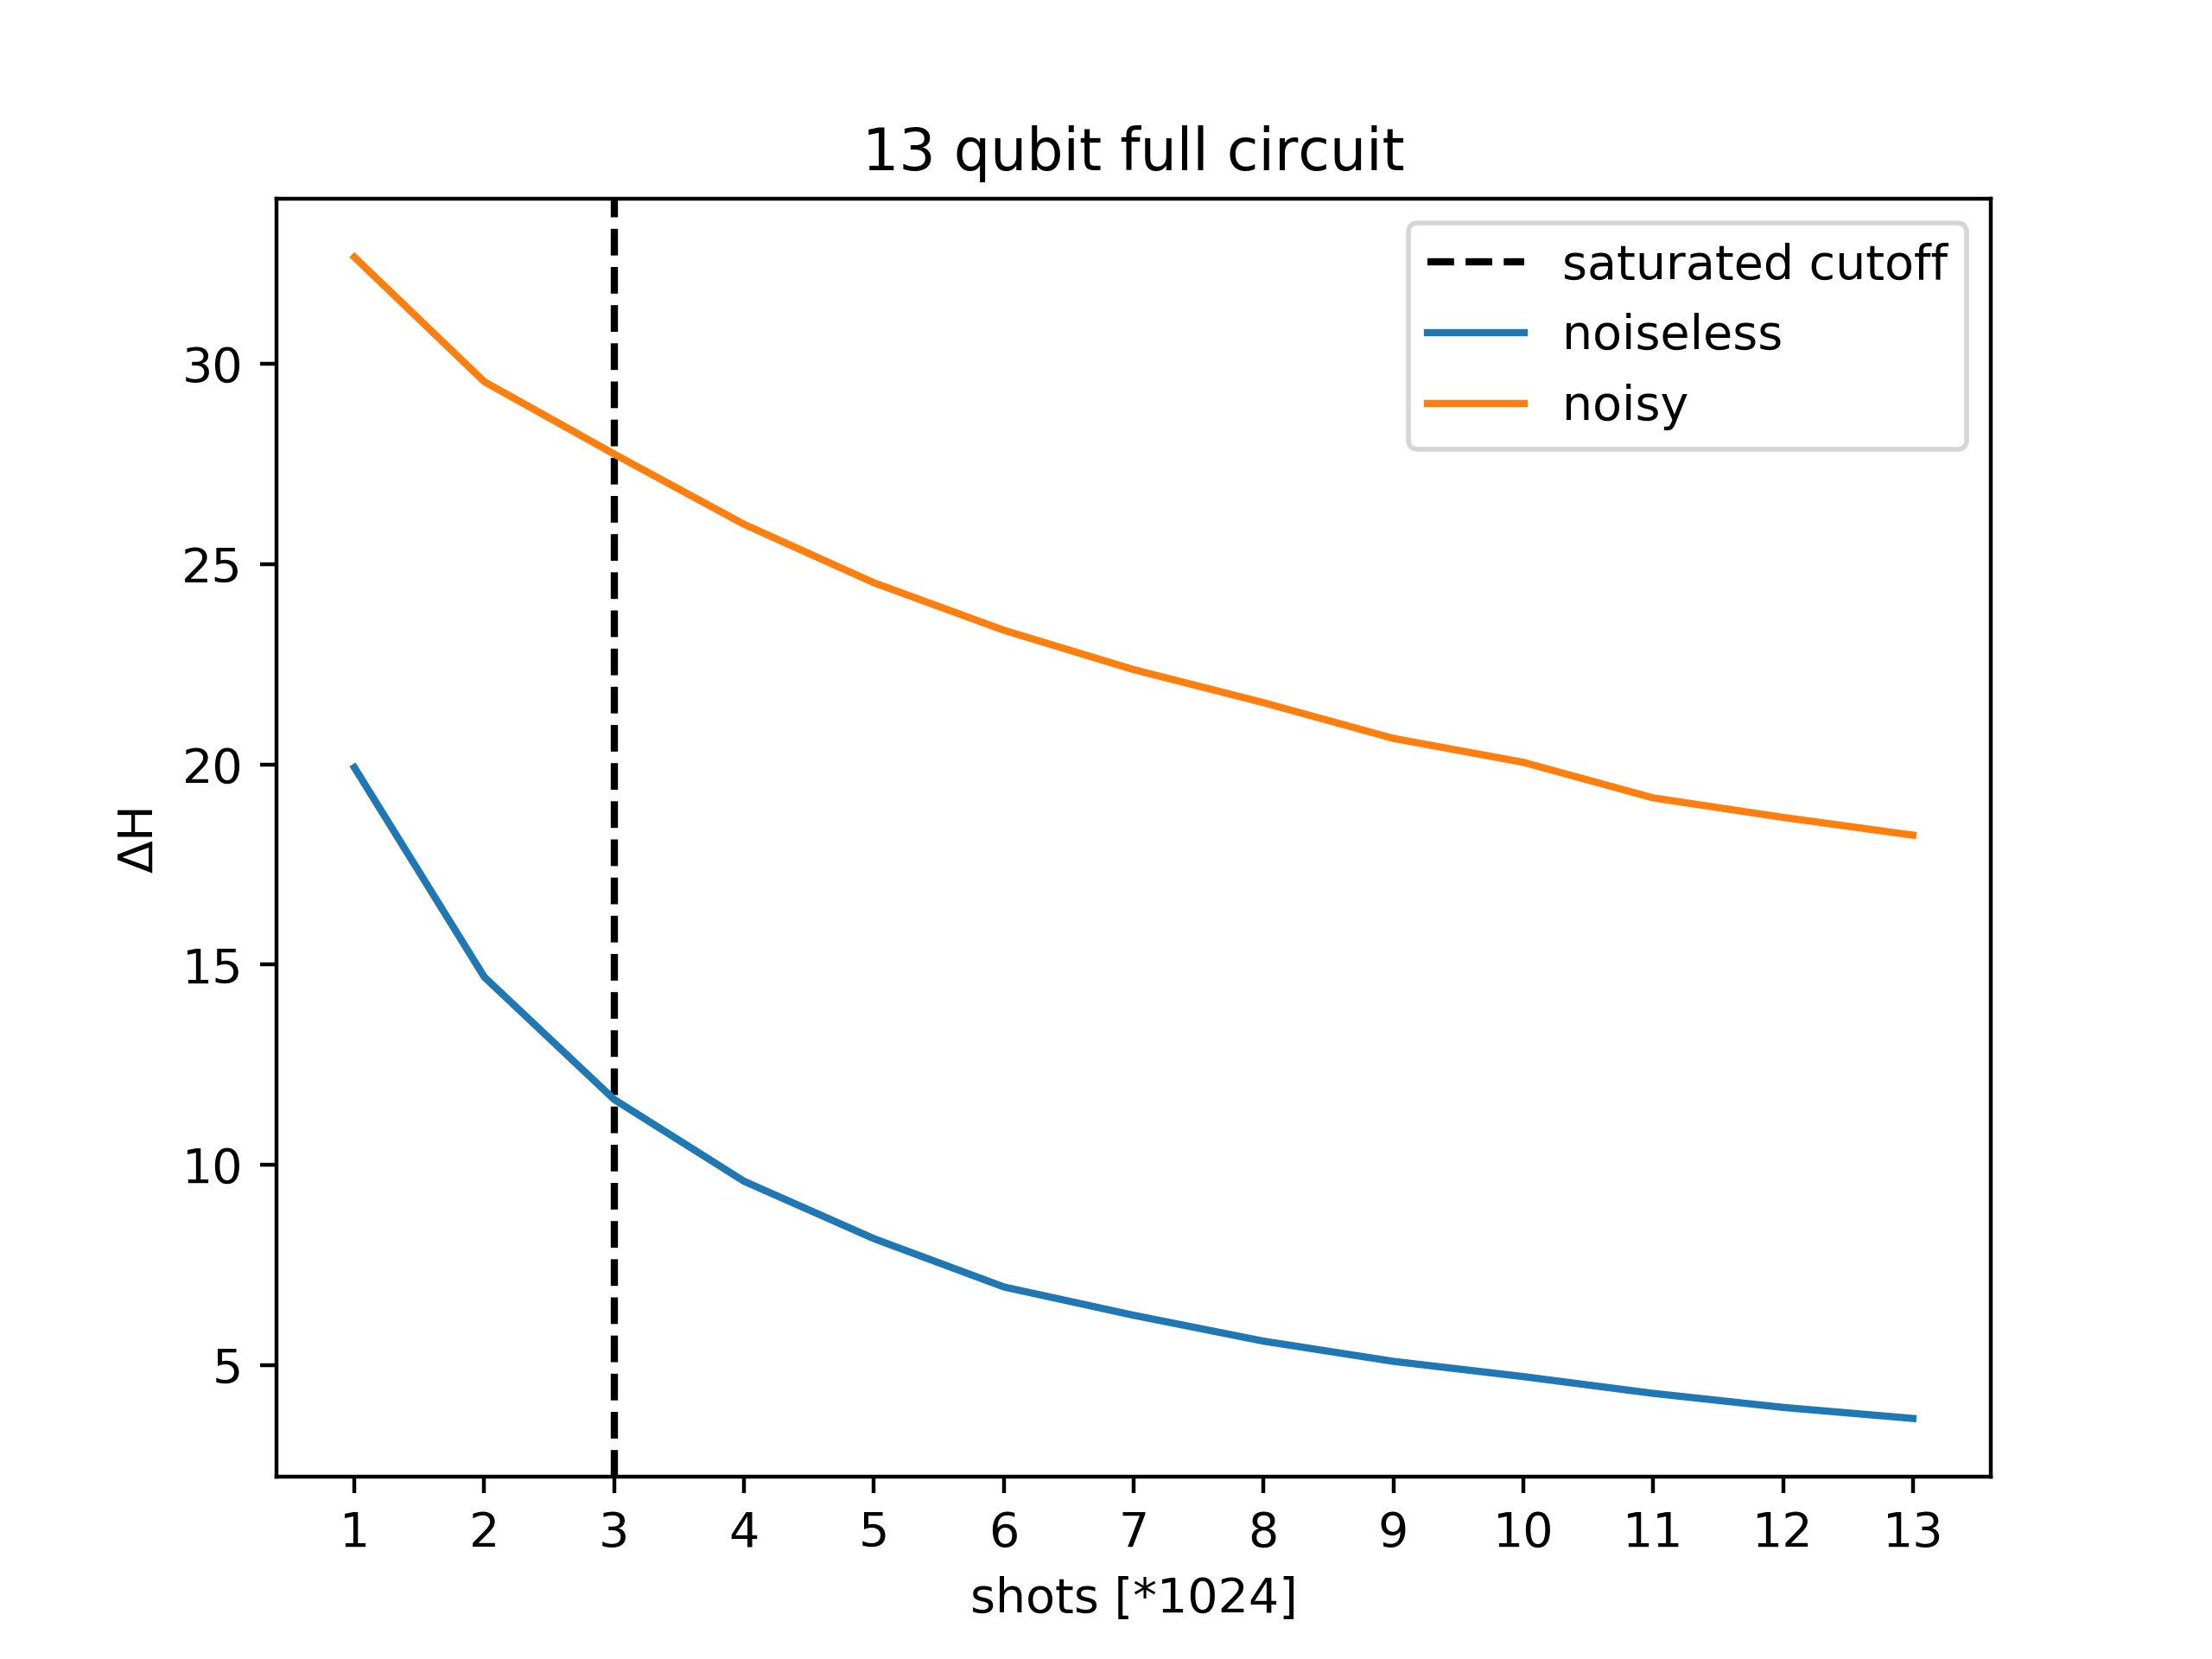 13 qubit full circuit
saturated cutoff
noiseless
noisy
30
25
20
15
10
5
ΔH
1 2 3 4 5 6 7 8 9 10 11 12 13
shots [*1024]